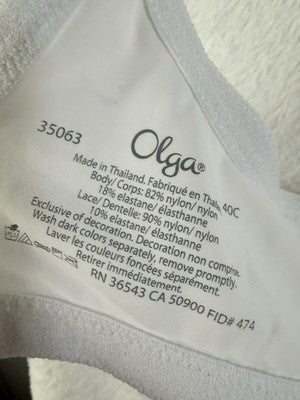 35063
Olga®
40C
Made in Thailand. Fabriqué en Thaï
Body/ Corps: 82% nylon/ nylon
18% elastane/ élasthanne
Lace/ Dentelle: 90% nylon/ nylon
10% elastane/ élasthanne
Exclusive of decoration. Decoration non comprise.
Wash dark colors separately, remove promptly.
Laver les couleurs foncées séparément.
Retirer immédiatement.
RN 36543 CA 50900 FID# 474